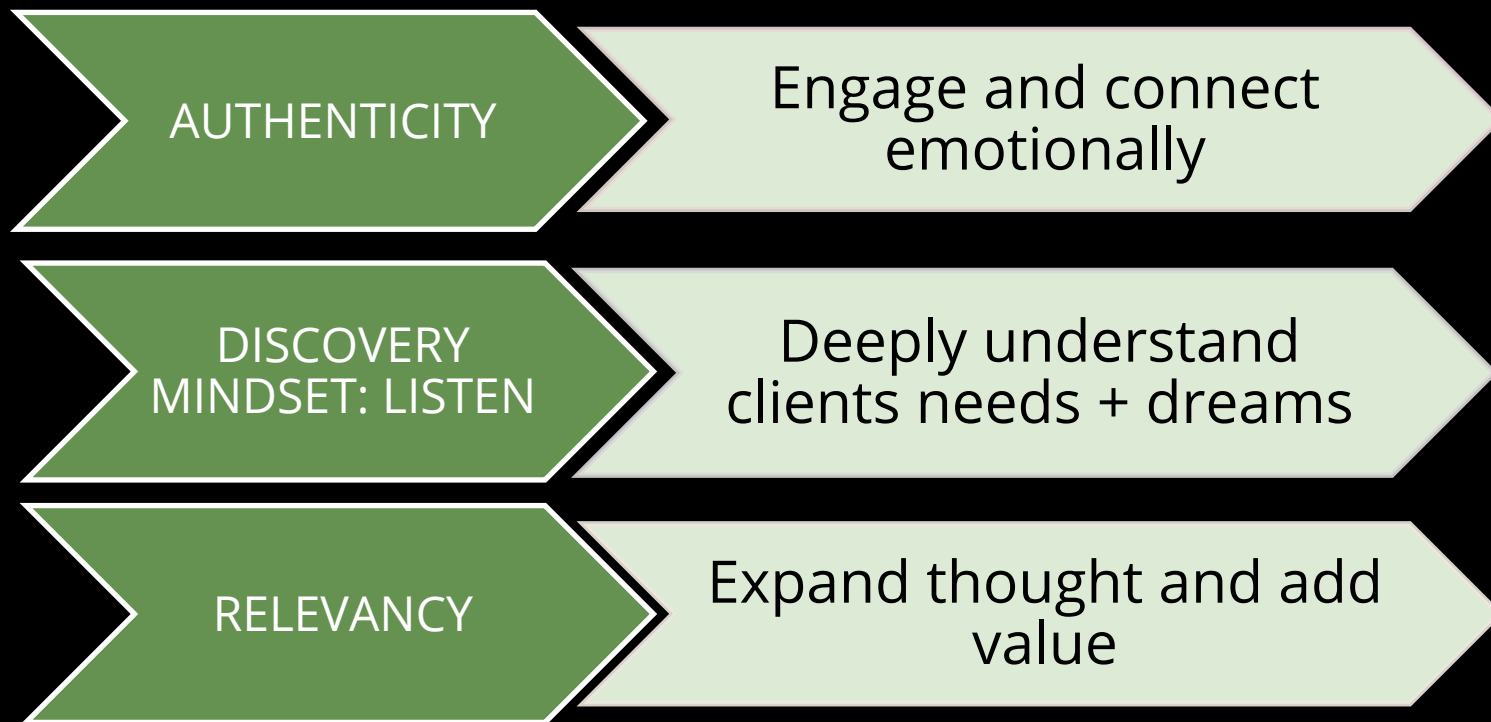 AUTHENTICITY
Engage and connect
emotionally
DISCOVERY
MINDSET: LISTEN
Deeply understand
clients needs + dreams
RELEVANCY
Expand thought and add
value